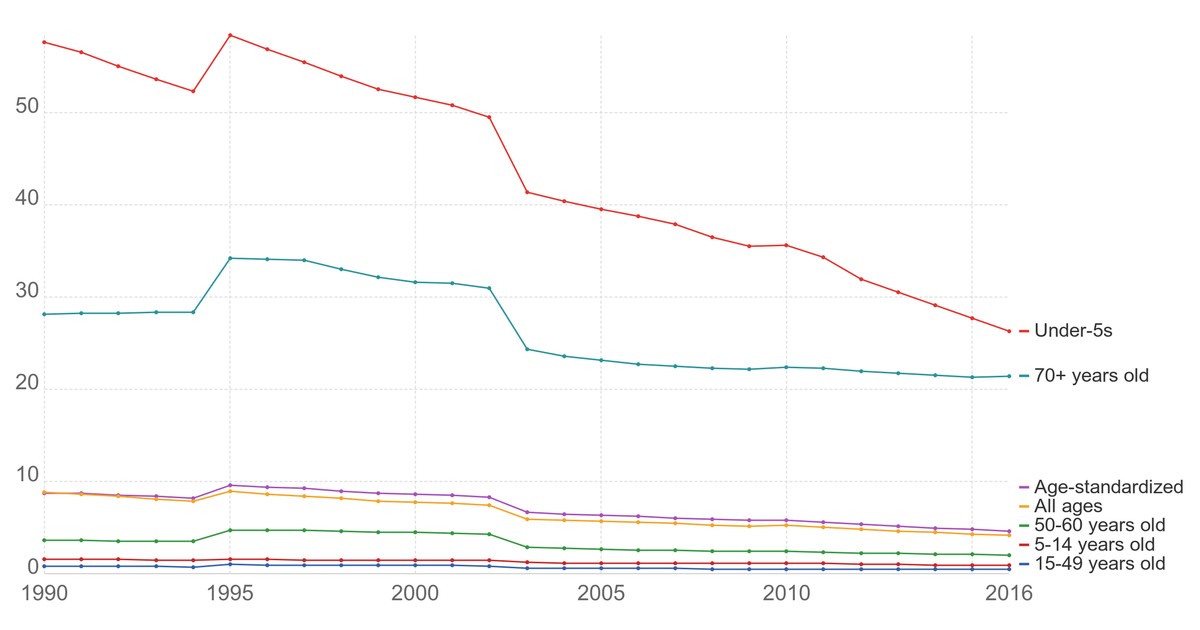 50
40
30
20
10
0
1990
1995
2000
2005
2010
2016
Under-5s
70+ years old
Age-standardized
All ages
50-60 years old
5-14 years old
15-49 years old